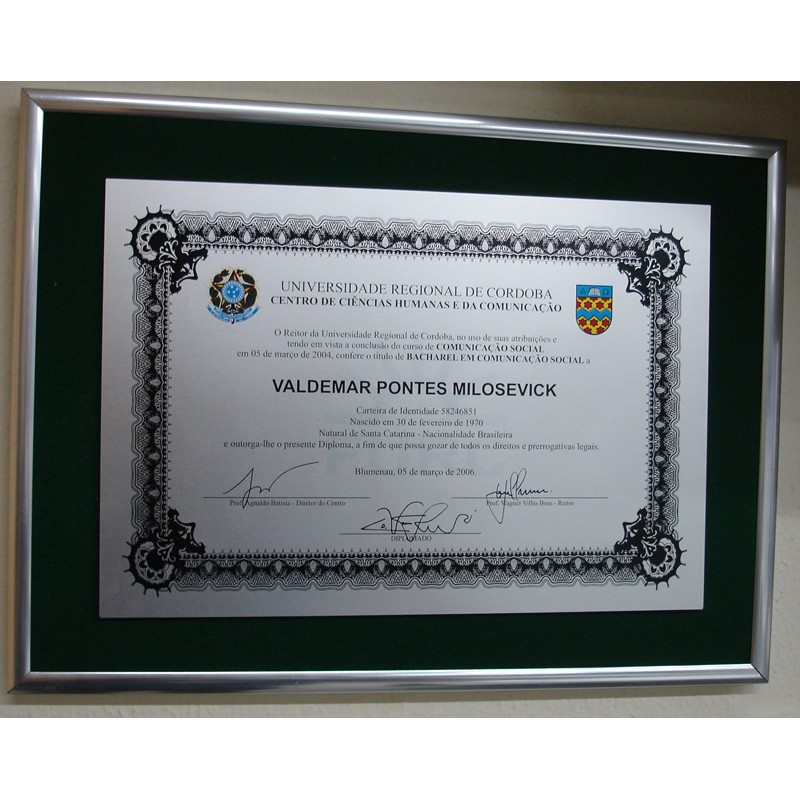 UNIVERSIDADE REGIONAL DE CORDOBA
CENTRO DE CIÊNCIAS HUMANAS E DA COMUNICAÇÃO
O Reitor da Universidade Regional de Cordoba, no uso de suas atribuições e
tendo em vista a conclusão do curso de COMUNICAÇÃO SOCIAL
em 05 de março de 2004, confere o título de BACHAREL EM COMUNICAÇÃO SOCIAL a
VALDEMAR PONTES MILOSEVICK
Carteira de Identidade 58246851
Nascido em 30 de fevereiro de 1970
Natural de Santa Catarina - Nacionalidade Brasileira
e outorga-lhe o presente Diploma, a fim de que possa gozar de todos os direitos e prerrogativas legais.
Blumenau, 05 de março de 2006.
Prof. Agnaldo Batista - Diretor do Centro
Prof. Wagner Villas Boas - Reitor
DIPLOMADO